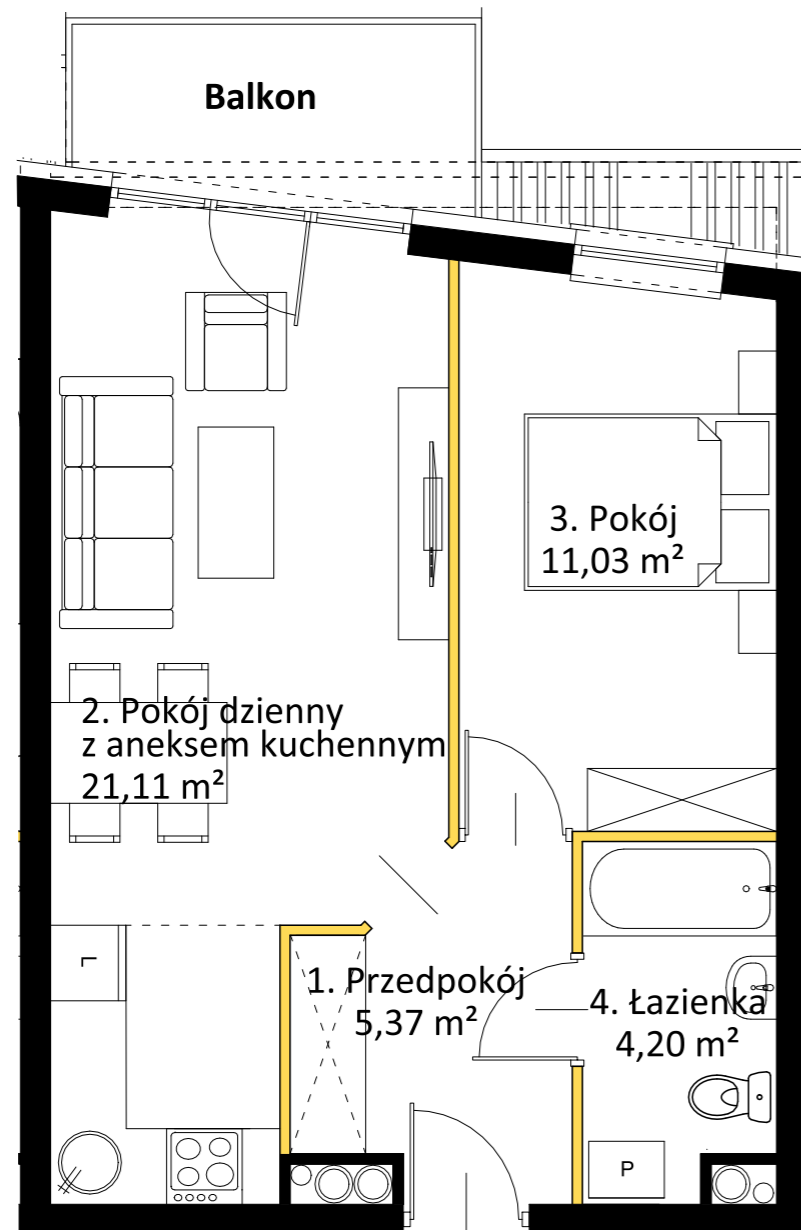 Balkon
3. Pokój
11,03 m²
2. Pokój dzienny
z aneksem kuchennym
21,11 m²
L
1. Przedpokój
5,37 m²
4. Łazienka
4,20 m²
P